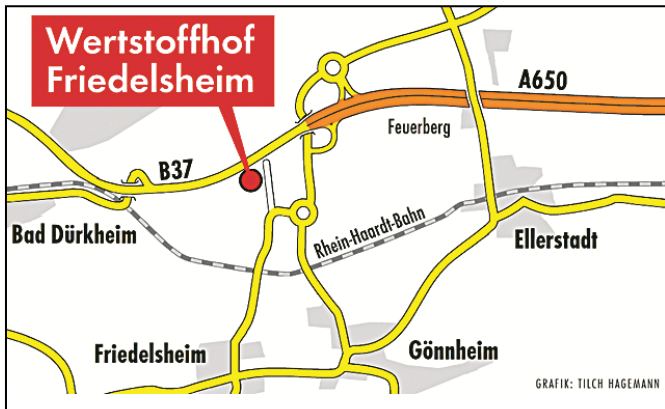 Wertstoffhof
Friedelsheim
A650
Feuerberg
B37
Bad Dürkheim
Rhein-Haardt-Bahn
Ellerstadt
Friedelsheim
Gönnheim
GRAFIK: TILCH HAGEMANN